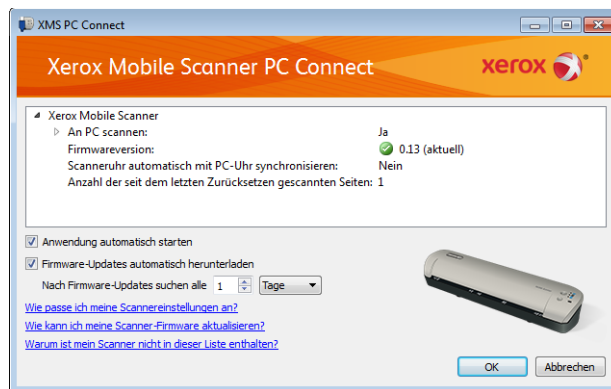 XMS PC Connect
Xerox Mobile Scanner PC Connect
xerox
Xerox Mobile Scanner
An PC scannen: Ja
Firmwareversion: 0.13 (aktuell)
Scanneruhr automatisch mit PC-Uhr synchronisieren: Nein
Anzahl der seit dem letzten Zurücksetzen gescannten Seiten: 1
Anwendung automatisch starten
Firmware-Updates automatisch herunterladen
Nach Firmware-Updates suchen alle 1 Tage
Wie passe ich meine Scannereinstellungen an?
Wie kann ich meine Scanner-Firmware aktualisieren?
Warum ist mein Scanner nicht in dieser Liste enthalten?
OK Abbrechen